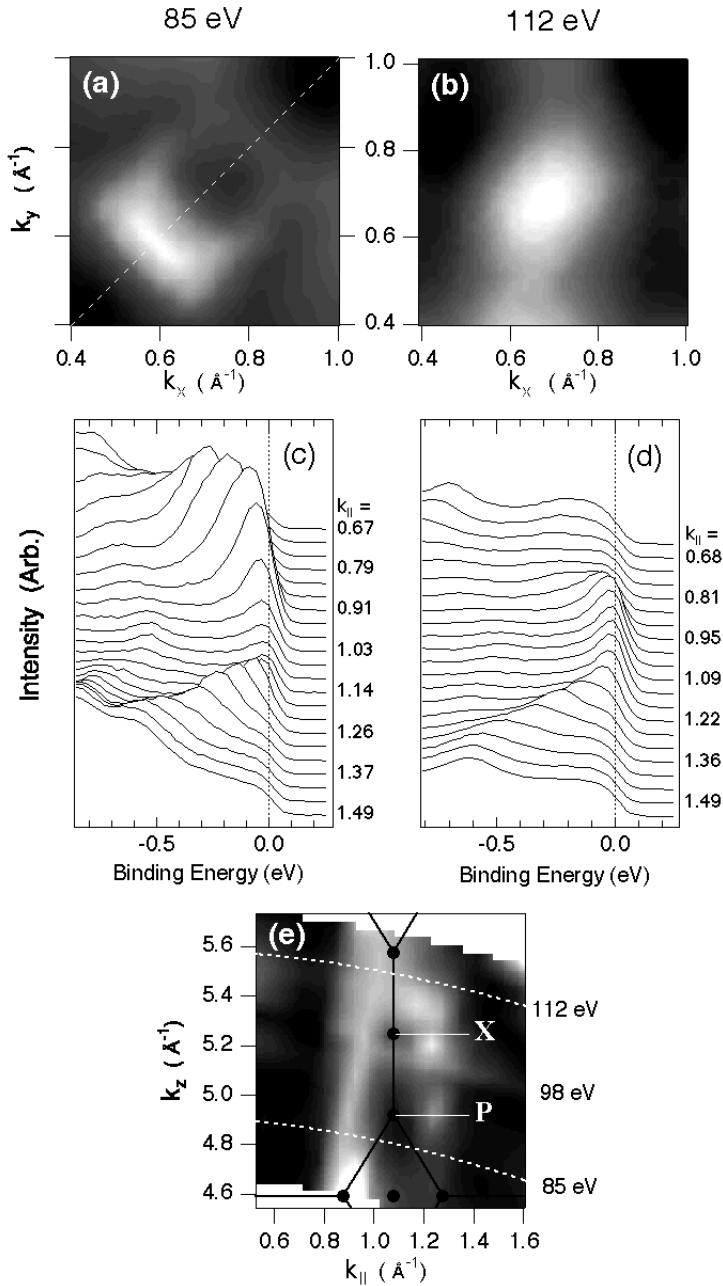 85 eV 112 eV
(a) (b)
1.0
0.8
0.6
0.4
k_y ( Å⁻¹)
0.4 0.6 0.8 1.0 0.4 0.6 0.8 1.0
k_x ( Å⁻¹) k_x ( Å⁻¹)
(c) (d)
k_|| =
0.67
0.79
0.91
1.03
1.14
1.26
1.37
1.49
k_|| =
0.68
0.81
0.95
1.09
1.22
1.36
1.49
Intensity (Arb.)
-0.5 0.0 -0.5 0.0
Binding Energy (eV) Binding Energy (eV)
(e)
5.6
5.4
5.2
5.0
4.8
4.6
k_z (Å⁻¹)
X
P
112 eV
98 eV
85 eV
0.6 0.8 1.0 1.2 1.4 1.6
k_|| (Å⁻¹)